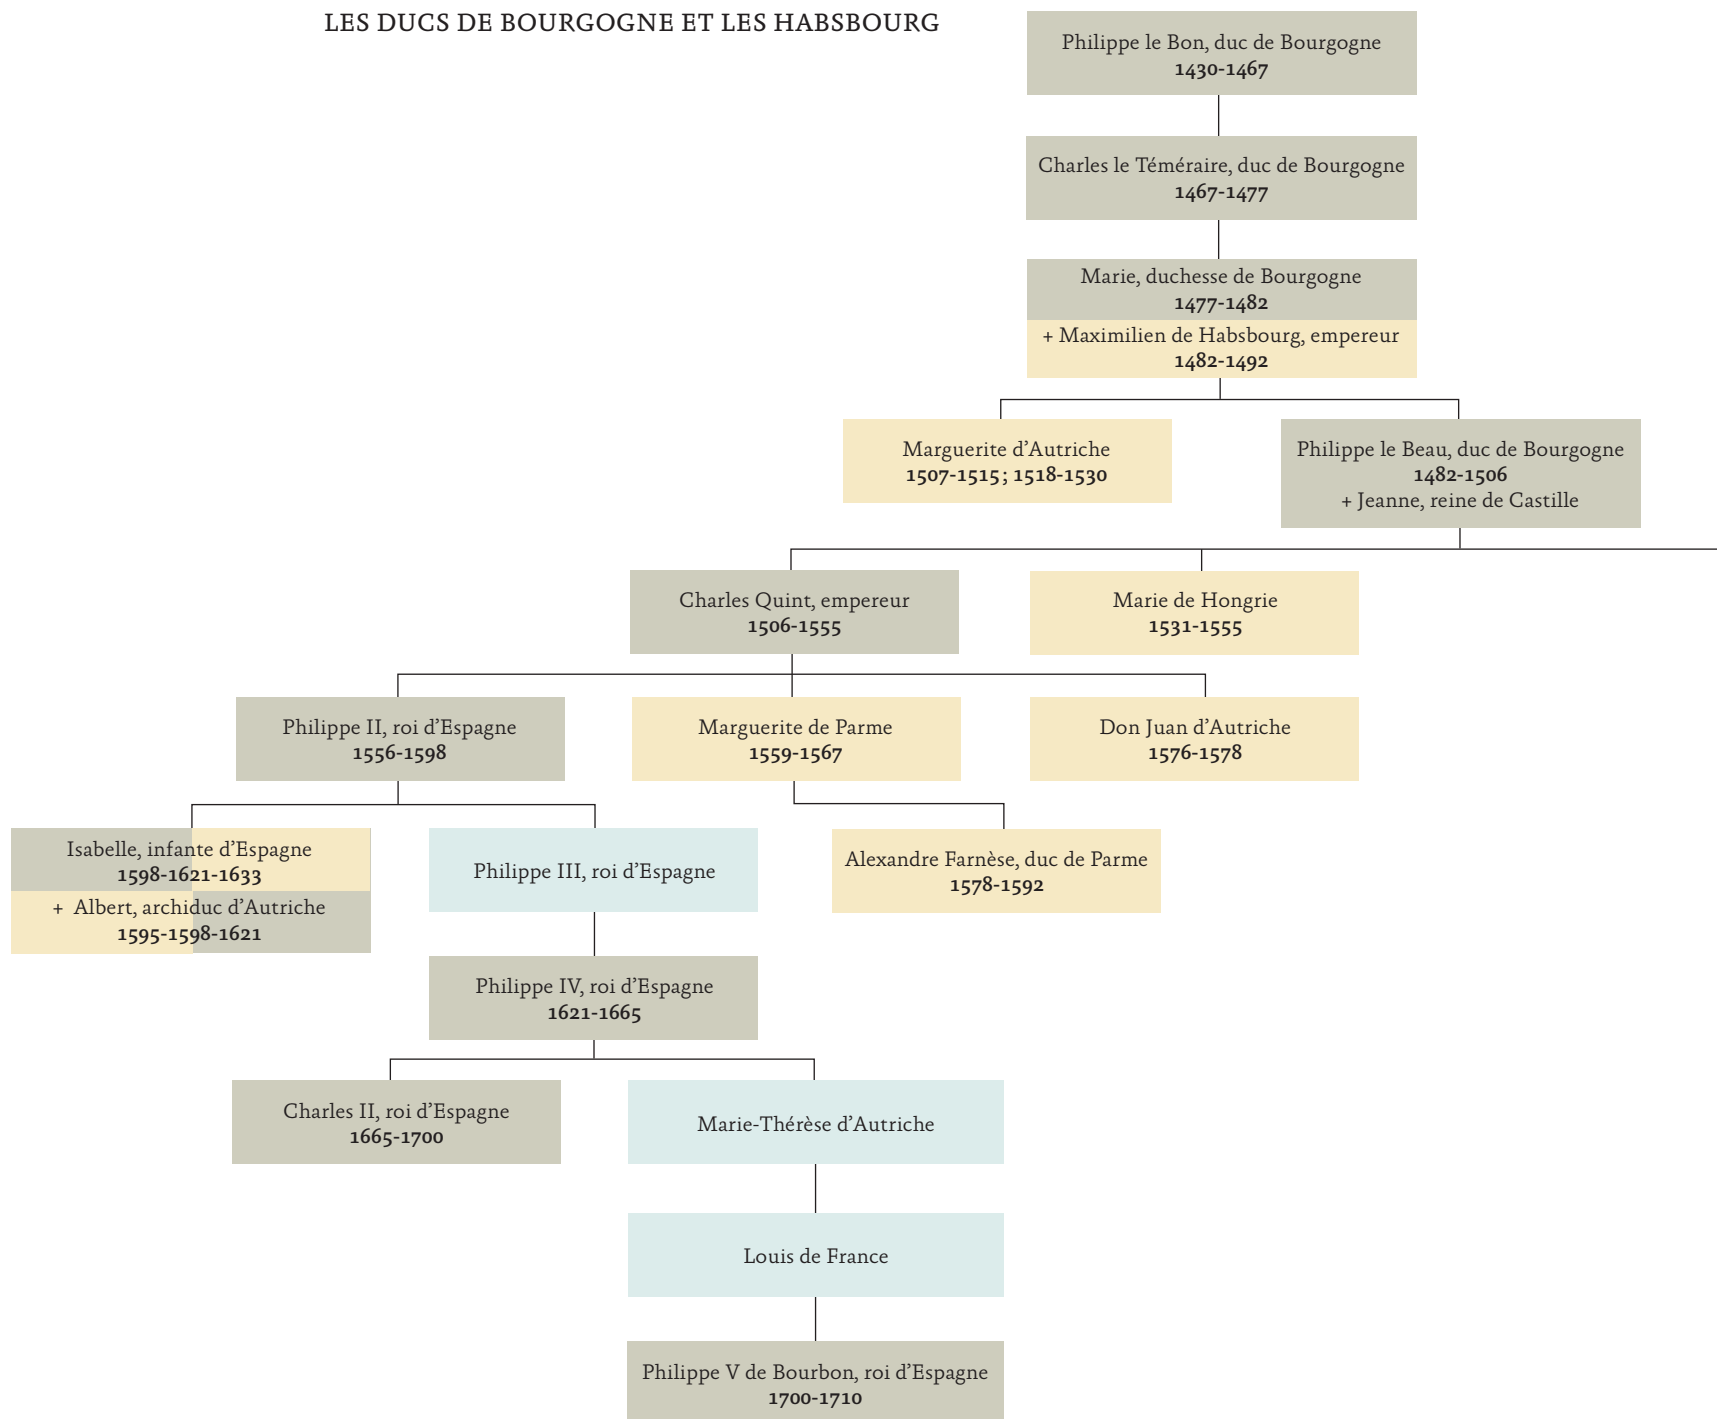 LES DUCS DE BOURGOGNE ET LES HABSBOURG
Philippe le Bon, duc de Bourgogne
1430-1467
Charles le Téméraire, duc de Bourgogne
1467-1477
Marie, duchesse de Bourgogne
1477-1482
+ Maximilien de Habsbourg, empereur
1482-1492
Marguerite d’Autriche
1507-1515 ; 1518-1530
Philippe le Beau, duc de Bourgogne
1482-1506
+ Jeanne, reine de Castille
Charles Quint, empereur
1506-1555
Marie de Hongrie
1531-1555
Philippe II, roi d’Espagne
1556-1598
Marguerite de Parme
1559-1567
Don Juan d’Autriche
1576-1578
Isabelle, infante d’Espagne
1598-1621-1633
+ Albert, archiduc d’Autriche
1595-1598-1621
Philippe III, roi d’Espagne
Alexandre Farnèse, duc de Parme
1578-1592
Philippe IV, roi d’Espagne
1621-1665
Charles II, roi d’Espagne
1665-1700
Marie-Thérèse d’Autriche
Louis de France
Philippe V de Bourbon, roi d’Espagne
1700-1710